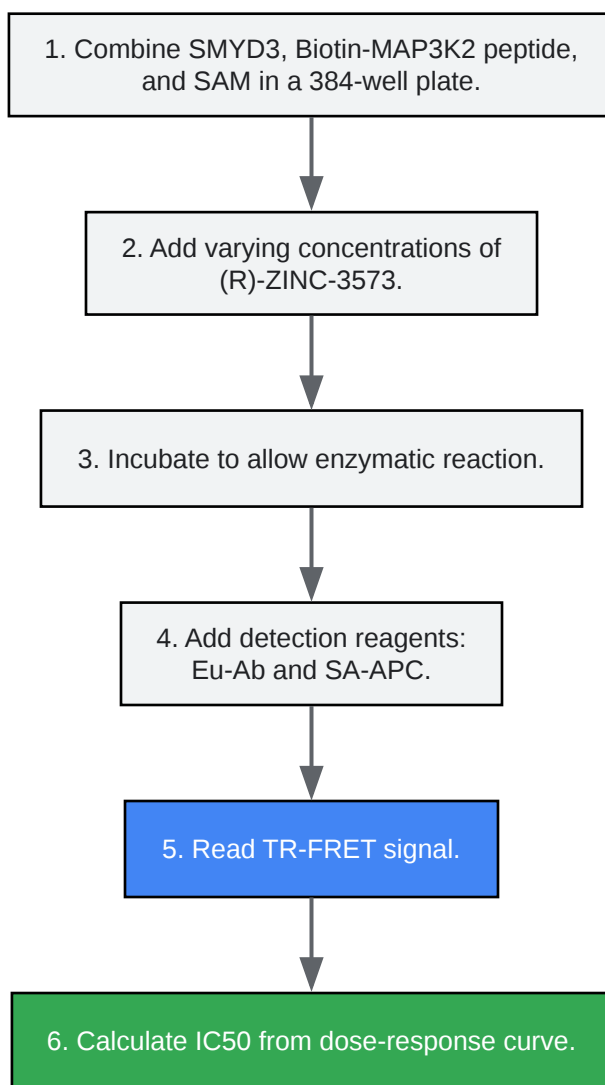 1. Combine SMYD3, Biotin-MAP3K2 peptide,
and SAM in a 384-well plate.
2. Add varying concentrations of
(R)-ZINC-3573.
3. Incubate to allow enzymatic reaction.
4. Add detection reagents:
Eu-Ab and SA-APC.
5. Read TR-FRET signal.
6. Calculate IC50 from dose-response curve.